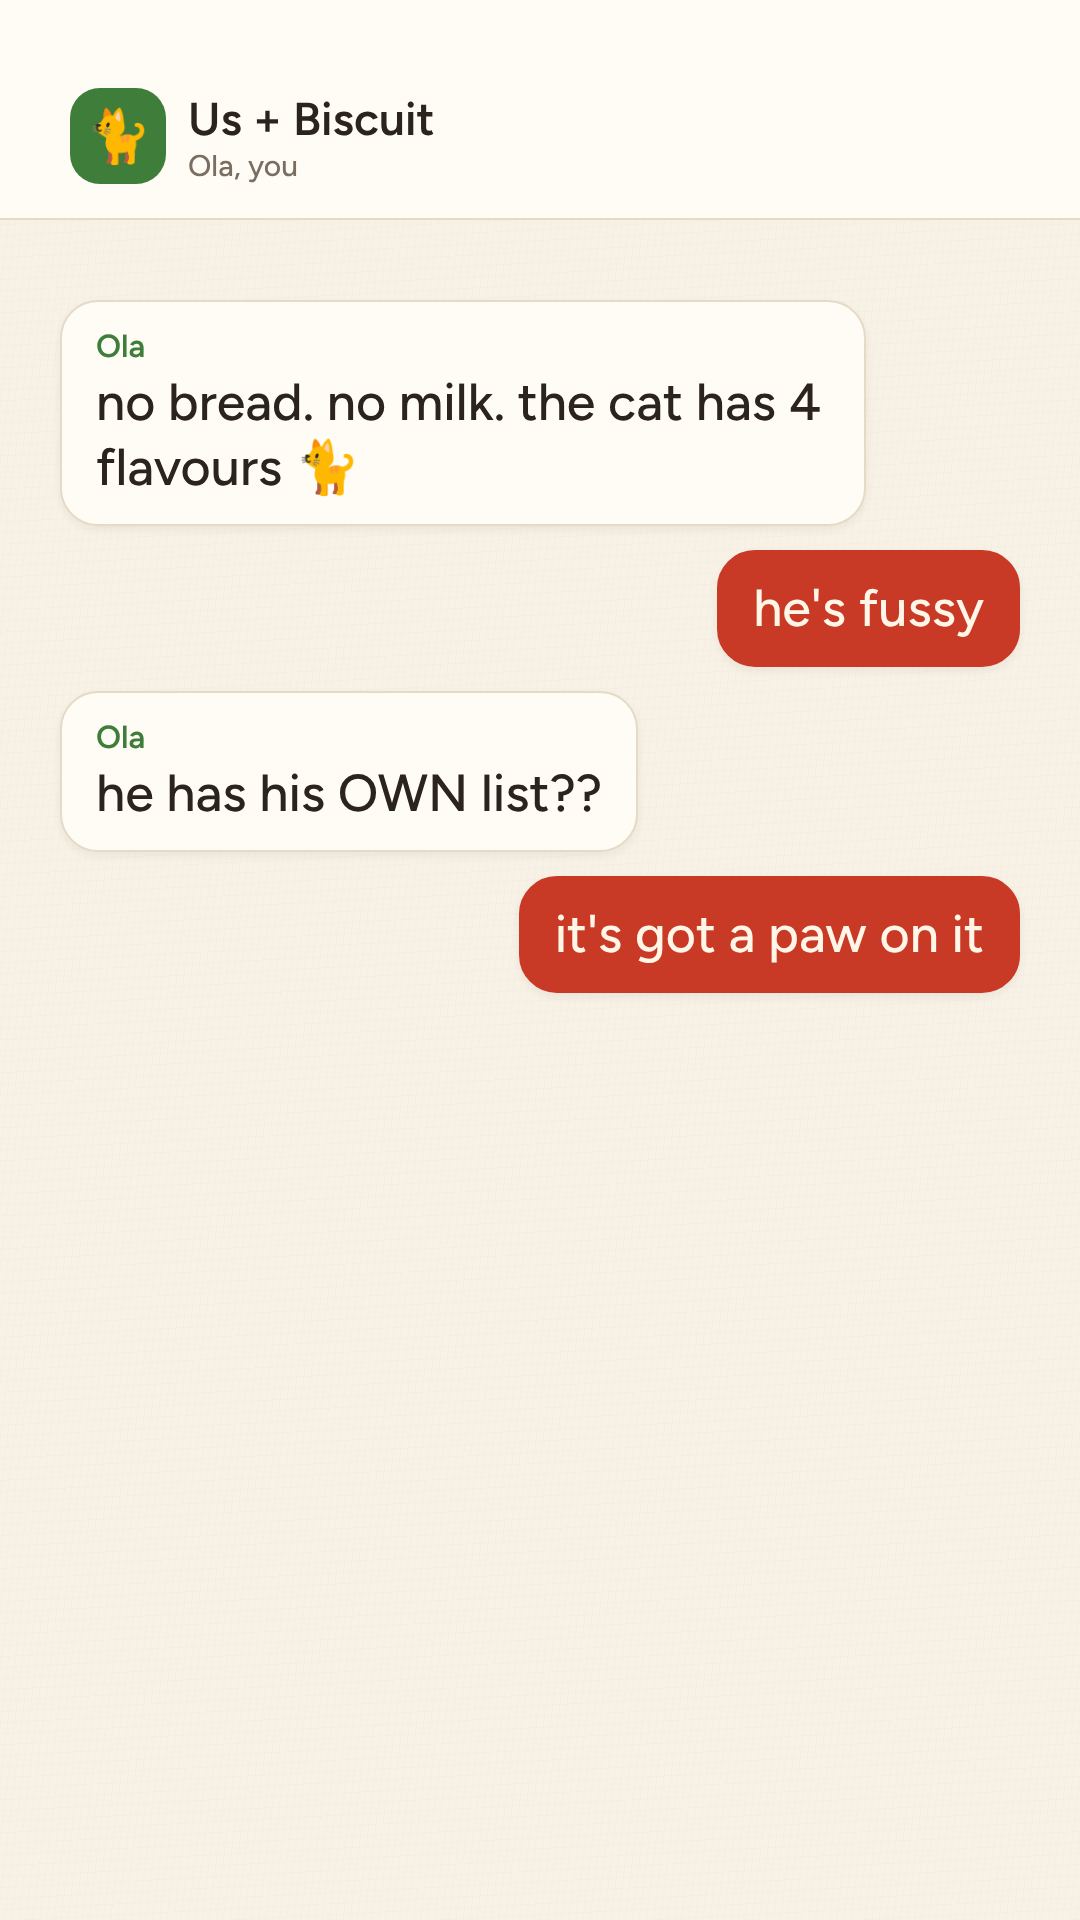 Us + Biscuit
Ola, you
Ola
no bread. no milk. the cat has 4
flavours 🐈
he's fussy
Ola
he has his OWN list??
it's got a paw on it